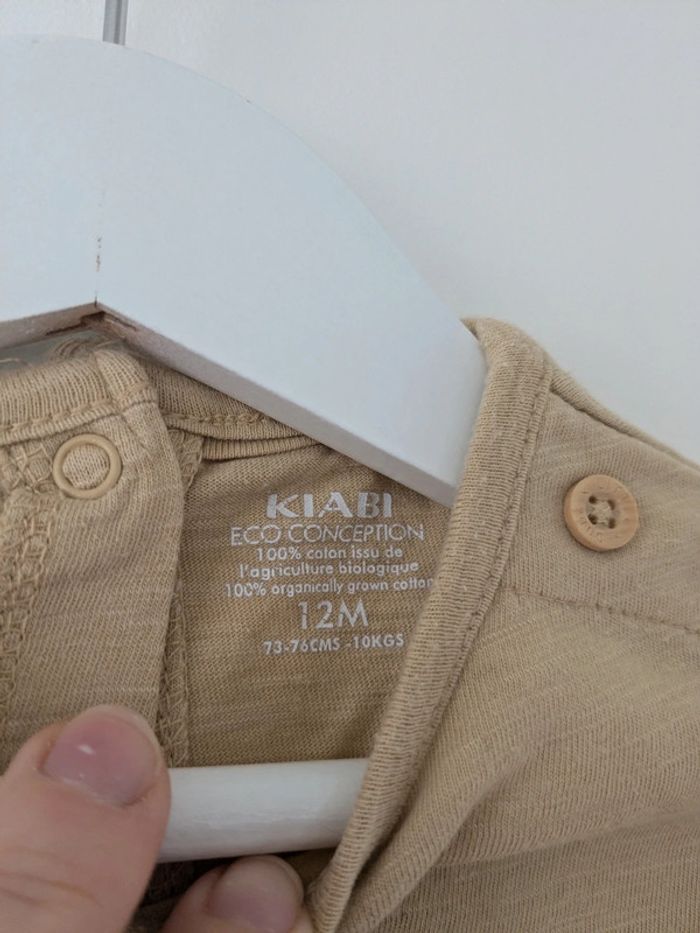 KIABI
ECO CONCEPTION
100% coton issu de
l'agriculture biologique
100% organically grown cotton
12M
73-76CMS -10KGS